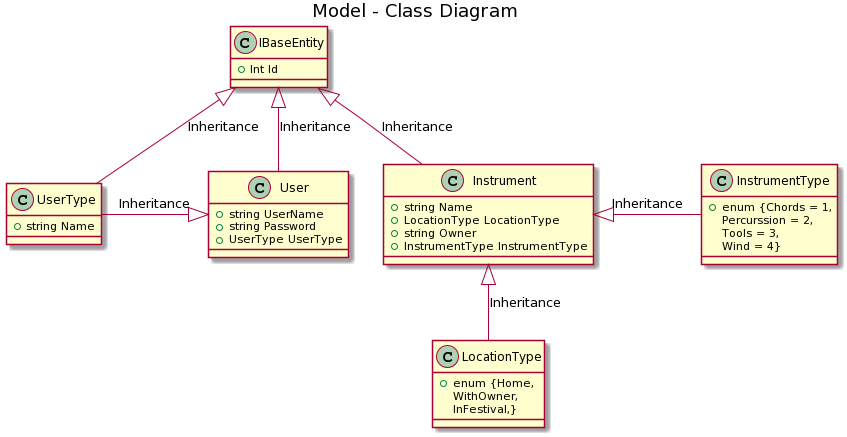 Model - Class Diagram
C IBaseEntity
Int Id
Inheritance
Inheritance
Inheritance
C UserType
string Name
Inheritance
C User
string UserName
string Password
UserType UserType
C Instrument
string Name
LocationType LocationType
string Owner
InstrumentType InstrumentType
Inheritance
C InstrumentType
enum {Chords = 1,
Percurssion = 2,
Tools = 3,
Wind = 4}
Inheritance
C LocationType
enum {Home,
WithOwner,
InFestival,}